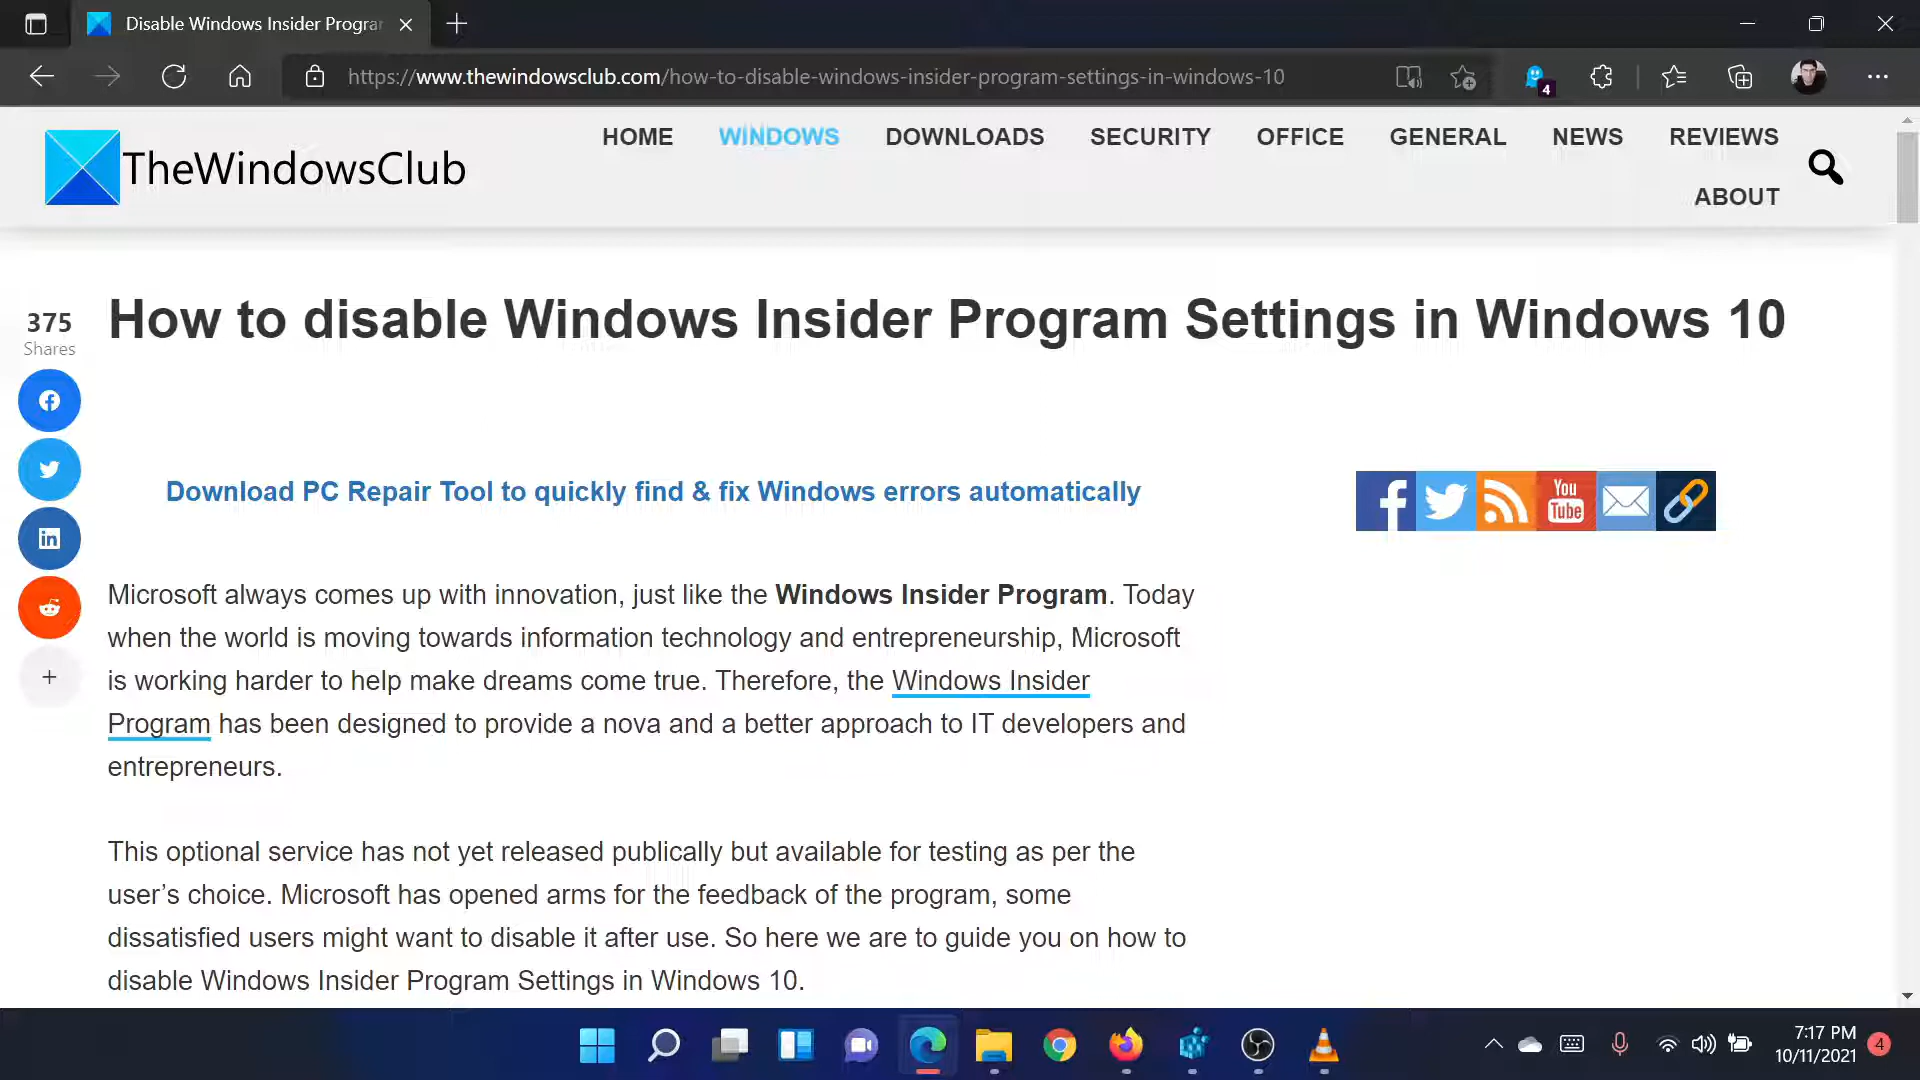 Disable Windows Insider Progra
https://www.thewindowsclub.com/how-to-disable-windows-insider-program-settings-in-windows-10
4
TheWindowsClub
HOME WINDOWS DOWNLOADS SECURITY OFFICE GENERAL NEWS REVIEWS
ABOUT
375
Shares
How to disable Windows Insider Program Settings in Windows 10
Download PC Repair Tool to quickly find & fix Windows errors automatically
You
Tube
Microsoft always comes up with innovation, just like the Windows Insider Program. Today
when the world is moving towards information technology and entrepreneurship, Microsoft
is working harder to help make dreams come true. Therefore, the Windows Insider
Program has been designed to provide a nova and a better approach to IT developers and
entrepreneurs.
This optional service has not yet released publically but available for testing as per the
user’s choice. Microsoft has opened arms for the feedback of the program, some
dissatisfied users might want to disable it after use. So here we are to guide you on how to
disable Windows Insider Program Settings in Windows 10.
7:17 PM
10/11/2021
4